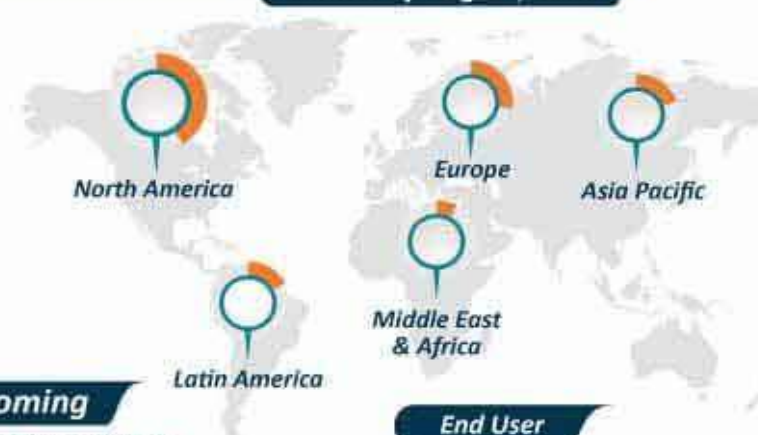 North America
Europe
Asia Pacific
Middle East
& Africa
Latin America
oming
End User